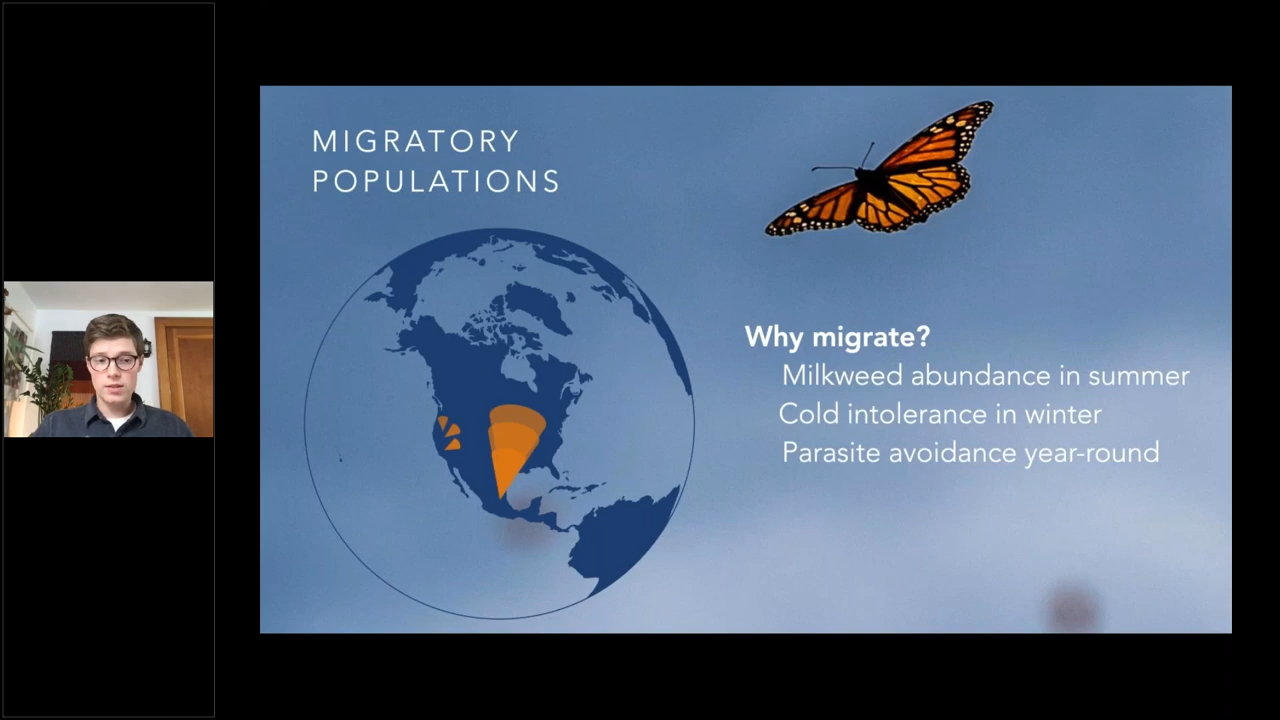 MIGRATORY
POPULATIONS
Why migrate?
Milkweed abundance in summer
Cold intolerance in winter
Parasite avoidance year-round